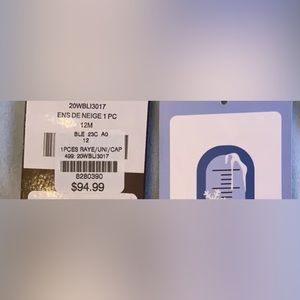 20WBLI3017
ENS DE NEIGE 1 PC
12M
BLE 23C A0
12
1PCES RAYE/UNI/CAP
499 20WBLI3017
8280390
$94.99